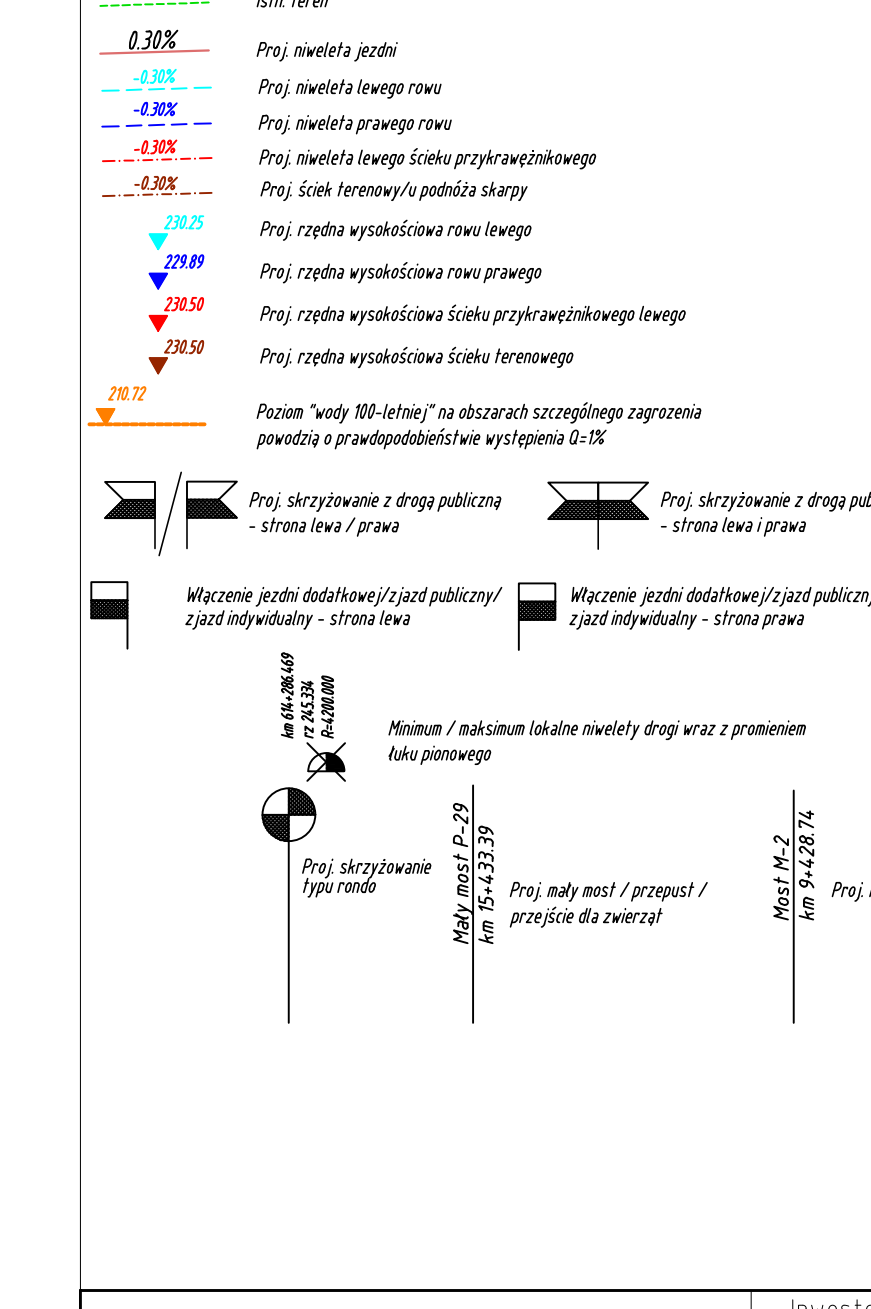 istn. teren
0.30%
Proj. niweleta jezdni
-0.30%
Proj. niweleta lewego rowu
-0.30%
Proj. niweleta prawego rowu
-0.30%
Proj. niweleta lewego ścieku przykrawężnikowego
-0.30%
Proj. ściek terenowy/u podnóża skarpy
230.25
Proj. rzędna wysokościowa rowu lewego
229.89
Proj. rzędna wysokościowa rowu prawego
230.50
Proj. rzędna wysokościowa ścieku przykrawężnikowego lewego
230.50
Proj. rzędna wysokościowa ścieku terenowego
210.72
Poziom "wody 100-letniej" na obszarach szczególnego zagrozenia
powodzią o prawdopodobieństwie występienia Q=1%
Proj. skrzyżowanie z drogą publiczną
- strona lewa / prawa
Proj. skrzyżowanie z drogą pub
- strona lewa i prawa
Włączenie jezdni dodatkowej/zjazd publiczny/
zjazd indywidualny - strona lewa
Włączenie jezdni dodatkowej/zjazd publiczny
zjazd indywidualny - strona prawa
km 614+286.469
rz 245.334
R=4200.000
Minimum / maksimum lokalne niwelety drogi wraz z promieniem
łuku pionowego
Proj. skrzyżowanie
typu rondo
Mały most P-29
km 15+433.39
Proj. mały most / przepust /
przejście dla zwierząt
Most M-2
km 9+428.74
Proj.